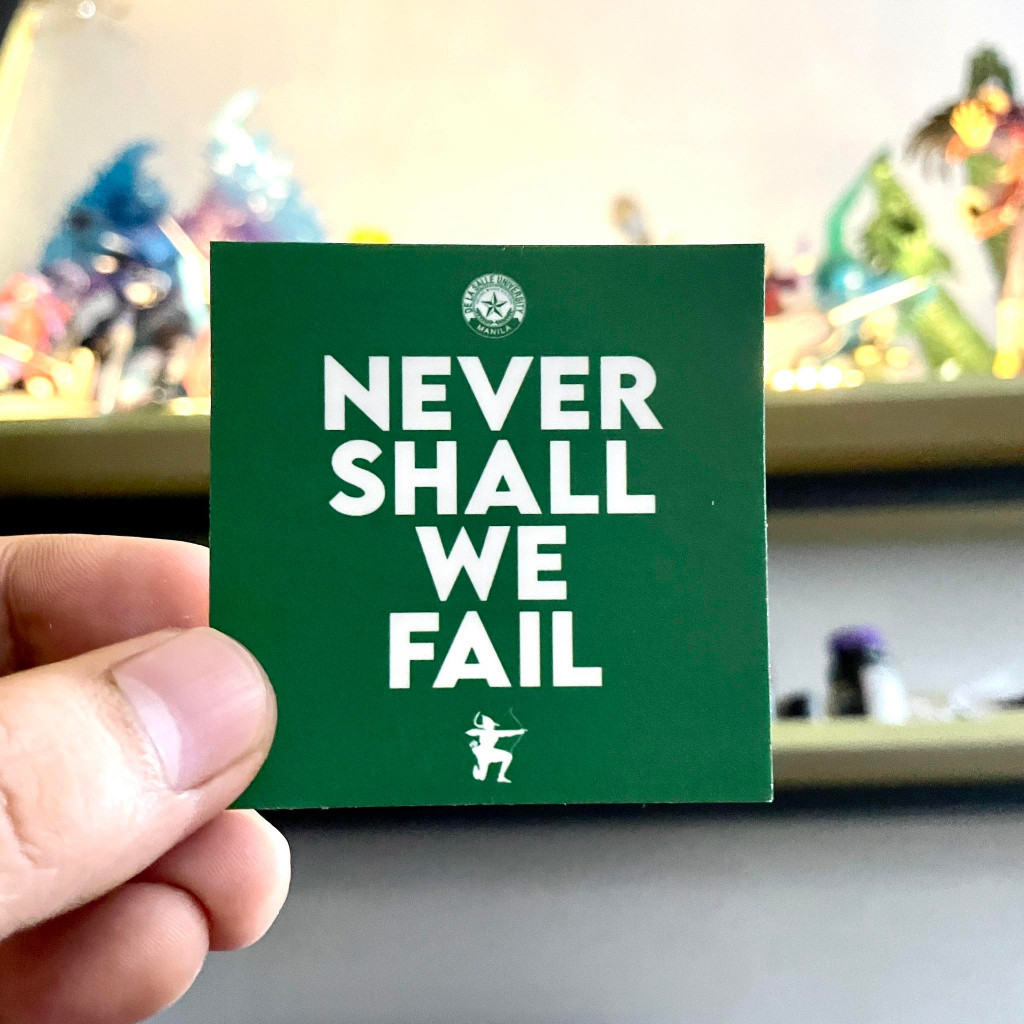 DE LA SALLE UNIVERSITY
MANILA
NEVER
SHALL
WE
FAIL